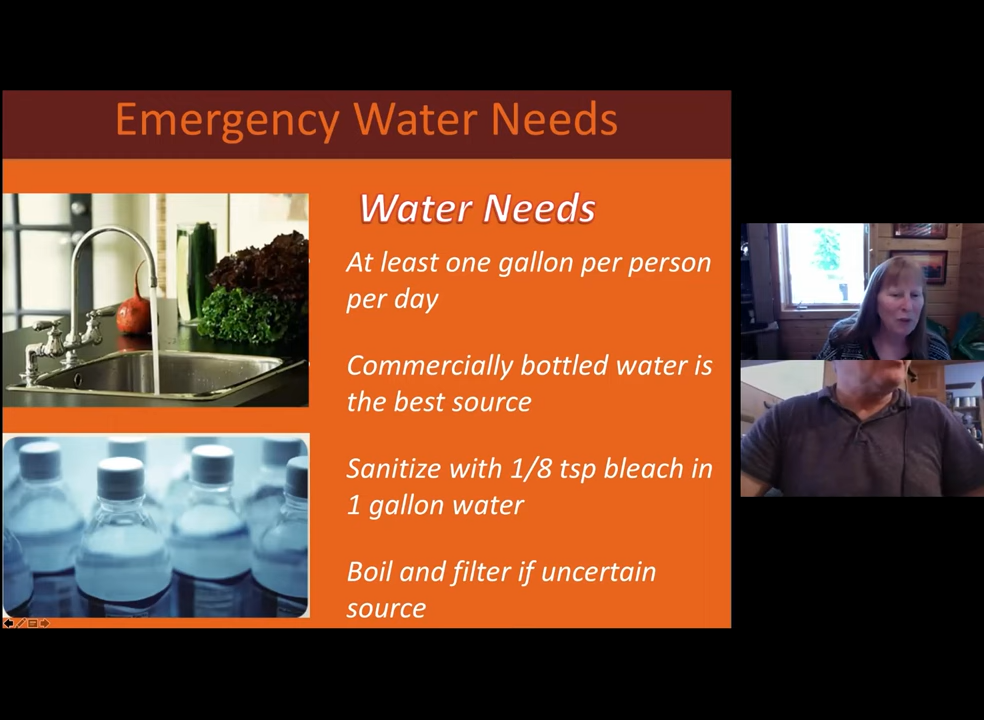 Emergency Water Needs
Water Needs
At least one gallon per person
per day
Commercially bottled water is
the best source
Sanitize with 1/8 tsp bleach in
1 gallon water
Boil and filter if uncertain
source